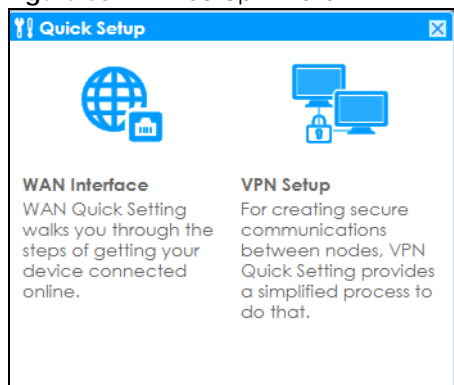 Quick Setup
WAN Interface
WAN Quick Setting
walks you through the
steps of getting your
device connected
online.
VPN Setup
For creating secure
communications
between nodes, VPN
Quick Setting provides
a simplified process to
do that.